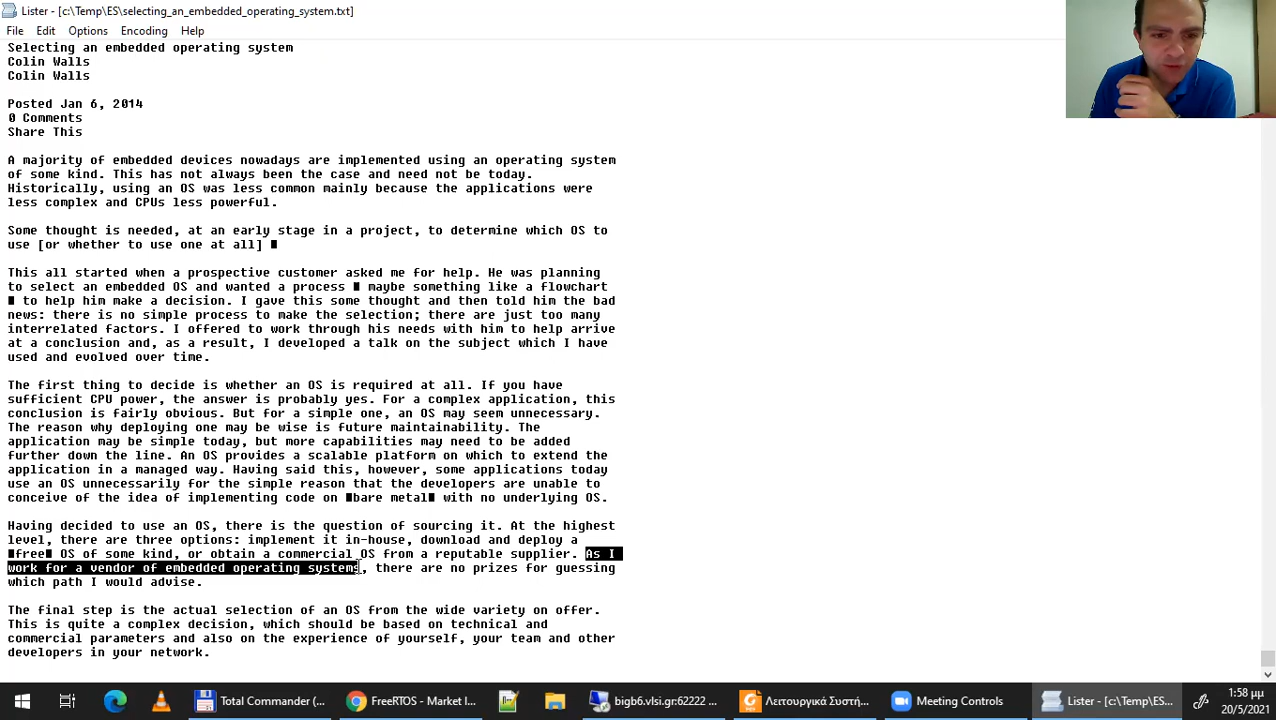 Lister - [c:\Temp\ES\selecting_an_embedded_operating_system.txt]
File Edit Options Encoding Help
Selecting an embedded operating system
Colin Walls
Colin Walls
Posted Jan 6, 2014
0 Comments
Share This
A majority of embedded devices nowadays are implemented using an operating system
of some kind. This has not always been the case and need not be today.
Historically, using an OS was less common mainly because the applications were
less complex and CPUs less powerful.
Some thought is needed, at an early stage in a project, to determine which OS to
use [or whether to use one at all] ∎
This all started when a prospective customer asked me for help. He was planning
to select an embedded OS and wanted a process ∎ maybe something like a flowchart
∎ to help him make a decision. I gave this some thought and then told him the bad
news: there is no simple process to make the selection; there are just too many
interrelated factors. I offered to work through his needs with him to help arrive
at a conclusion and, as a result, I developed a talk on the subject which I have
used and evolved over time.
The first thing to decide is whether an OS is required at all. If you have
sufficient CPU power, the answer is probably yes. For a complex application, this
conclusion is fairly obvious. But for a simple one, an OS may seem unnecessary.
The reason why deploying one may be wise is future maintainability. The
application may be simple today, but more capabilities may need to be added
further down the line. An OS provides a scalable platform on which to extend the
application in a managed way. Having said this, however, some applications today
use an OS unnecessarily for the simple reason that the developers are unable to
conceive of the idea of implementing code on ∎bare metal∎ with no underlying OS.
Having decided to use an OS, there is the question of sourcing it. At the highest
level, there are three options: implement it in-house, download and deploy a
∎free∎ OS of some kind, or obtain a commercial OS from a reputable supplier. As I
work for a vendor of embedded operating systems, there are no prizes for guessing
which path I would advise.
The final step is the actual selection of an OS from the wide variety on offer.
This is quite a complex decision, which should be based on technical and
commercial parameters and also on the experience of yourself, your team and other
developers in your network.
Total Commander (... FreeRTOS - Market l... bigb6.vlsi.gr:62222 ... Λειτουργικά Συστή... Meeting Controls Lister - [c:\Temp\ES... 1:58 μμ
20/5/2021